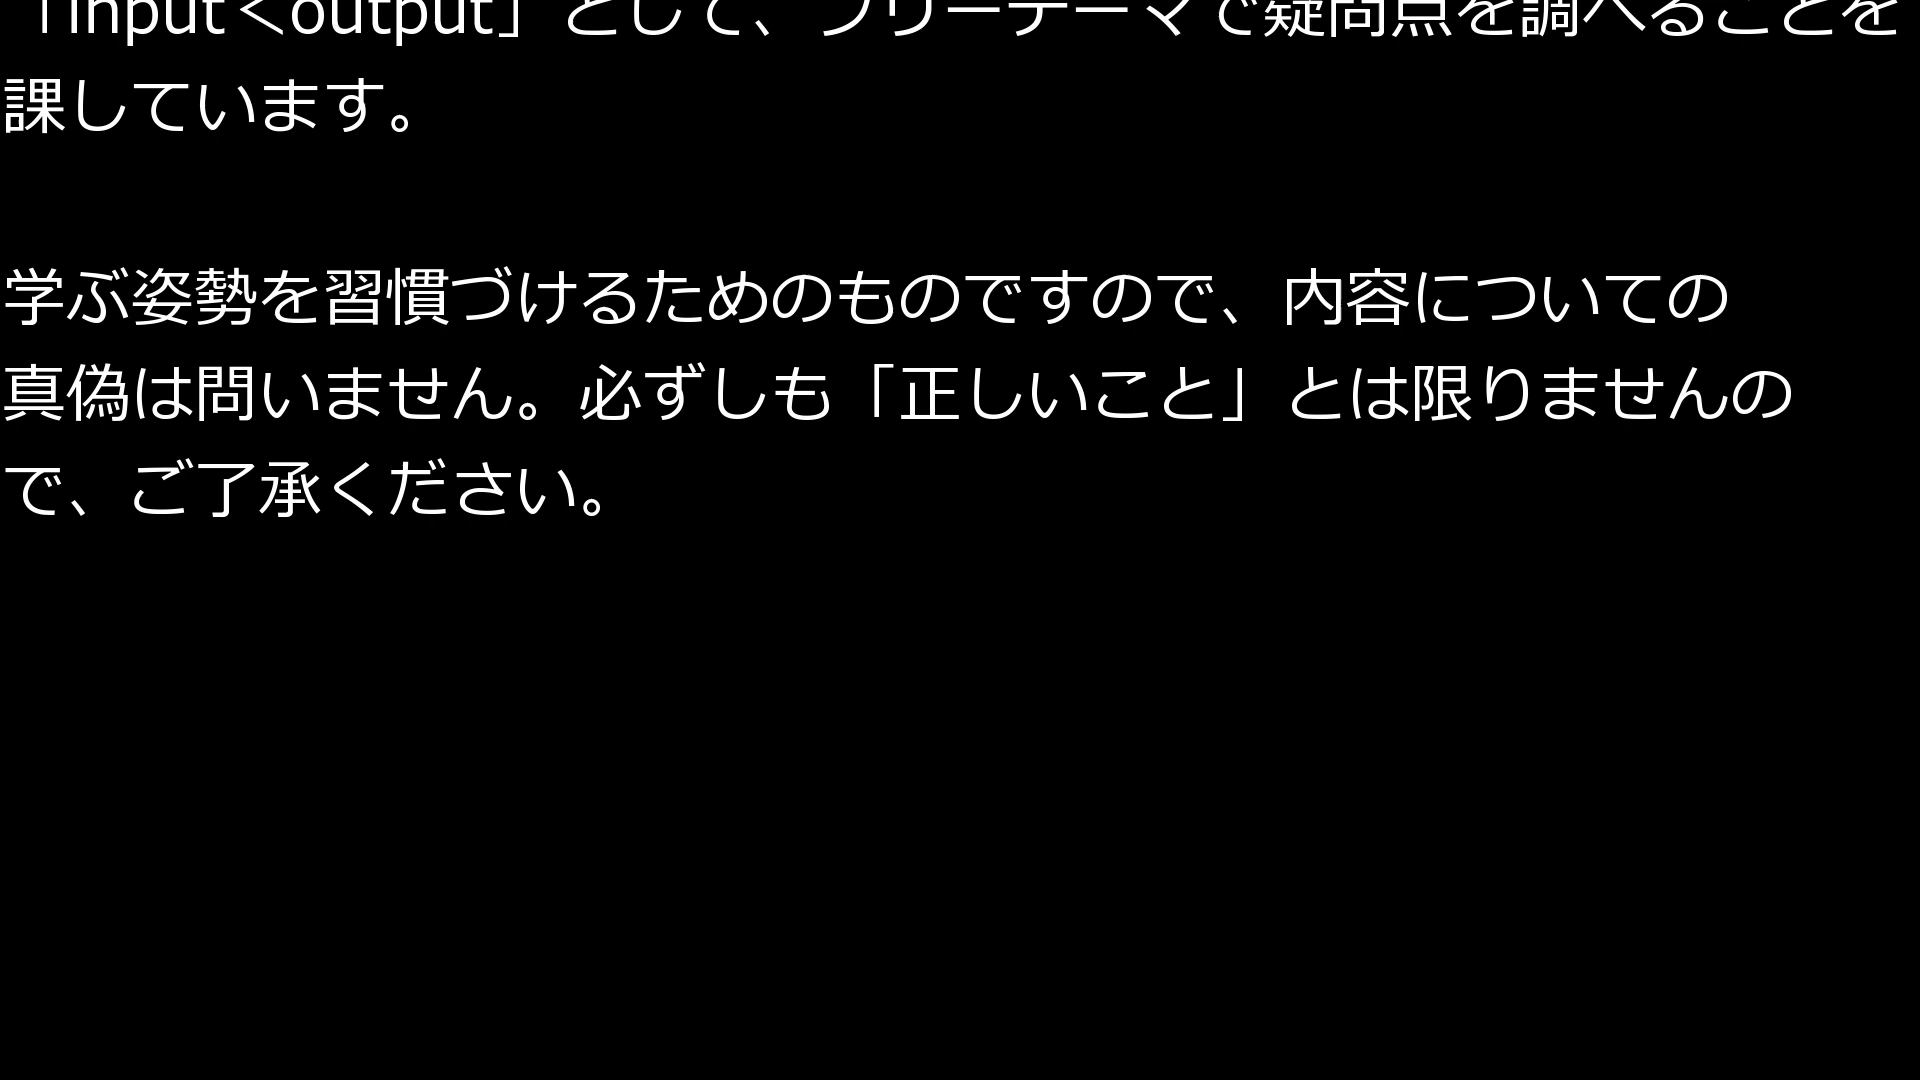 「input＜output」として、フリーテーマで疑問点を調べることを
課しています。
学ぶ姿勢を習慣づけるためのものですので、内容についての
真偽は問いません。必ずしも「正しいこと」とは限りませんの
で、ご了承ください。